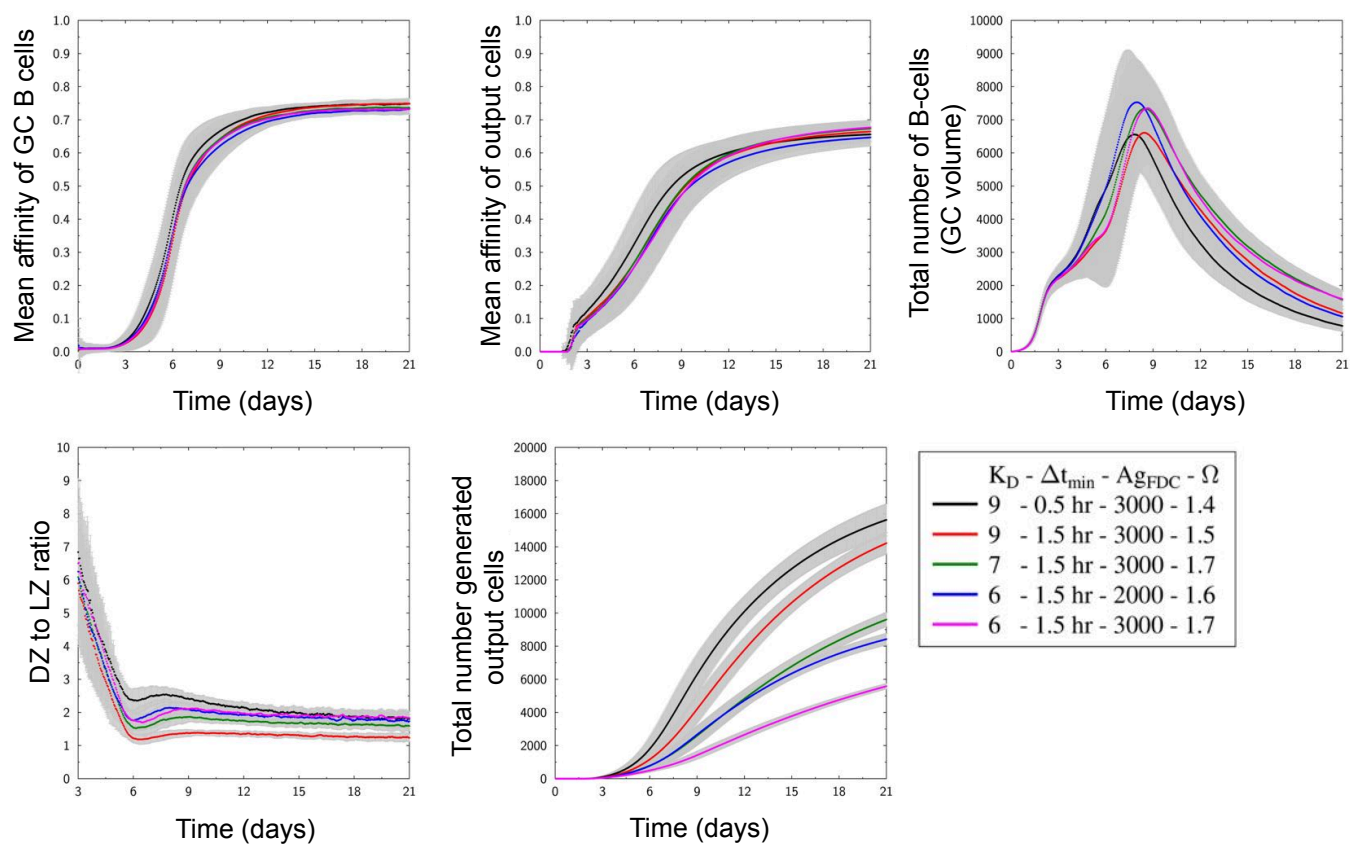 Mean affinity of GC B cells
1.0
0.9
0.8
0.7
0.6
0.5
0.4
0.3
0.2
0.1
0.0
0 3 6 9 12 15 18 21
Time (days)
Mean affinity of output cells
1.0
0.9
0.8
0.7
0.6
0.5
0.4
0.3
0.2
0.1
0.0
0 3 6 9 12 15 18 21
Time (days)
Total number of B-cells
(GC volume)
10000
9000
8000
7000
6000
5000
4000
3000
2000
1000
0
0 3 6 9 12 15 18 21
Time (days)
DZ to LZ ratio
10
9
8
7
6
5
4
3
2
1
0
3 6 9 12 15 18 21
Time (days)
Total number generated
output cells
20000
18000
16000
14000
12000
10000
8000
6000
4000
2000
0
0 3 6 9 12 15 18 21
Time (days)
K_D - Δt_min - Ag_FDC - Ω
9 - 0.5 hr - 3000 - 1.4
9 - 1.5 hr - 3000 - 1.5
7 - 1.5 hr - 3000 - 1.7
6 - 1.5 hr - 2000 - 1.6
6 - 1.5 hr - 3000 - 1.7